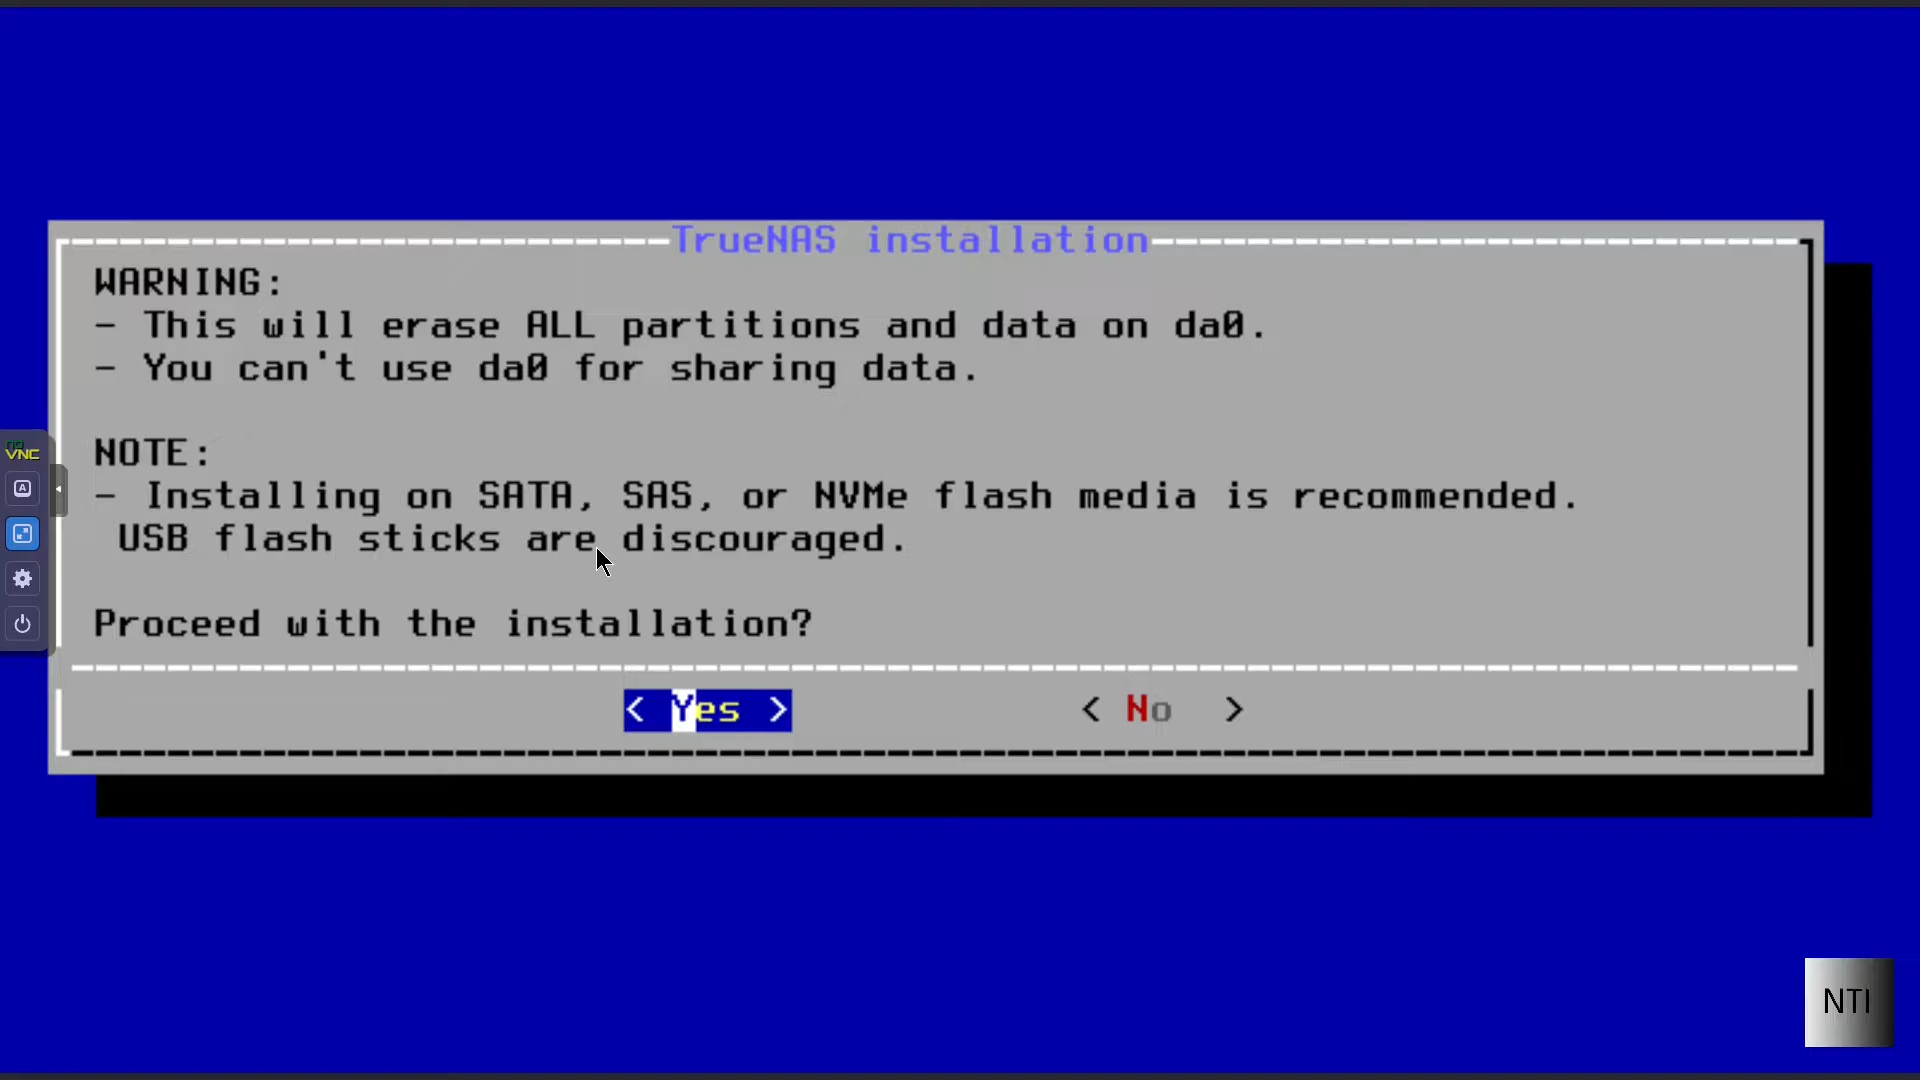 TrueNAS installation
WARNING:
- This will erase ALL partitions and data on da0.
- You can't use da0 for sharing data.
NOTE:
- Installing on SATA, SAS, or NVMe flash media is recommended.
USB flash sticks are discouraged.
Proceed with the installation?
< Yes > < No >
no
VNC
A
NTI